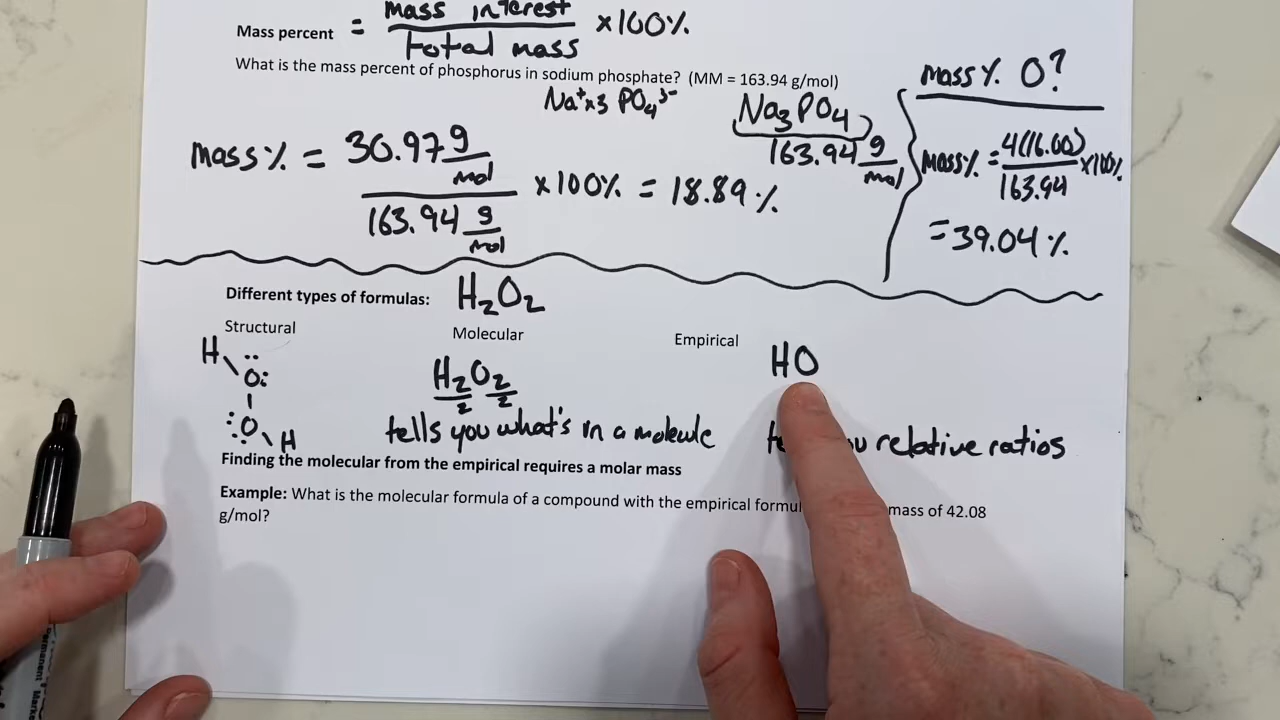 Mass percent = mass interest / total mass ×100%
What is the mass percent of phosphorus in sodium phosphate? (MM = 163.94 g/mol)
Na⁺×3 PO₄³⁻
Na₃PO₄
163.94 g/mol
mass % = 30.97 g/mol / 163.94 g/mol ×100% = 18.89 %
mass %. O?
mass% = 4(16.00) / 163.94 ×100%
= 39.04 %
Different types of formulas: H₂O₂
Structural Molecular Empirical
H
O
O
H
H₂O₂
2 2
HO
tells you what's in a molecule
relative ratios
Finding the molecular from the empirical requires a molar mass
Example: What is the molecular formula of a compound with the empirical mass of 42.08
g/mol?